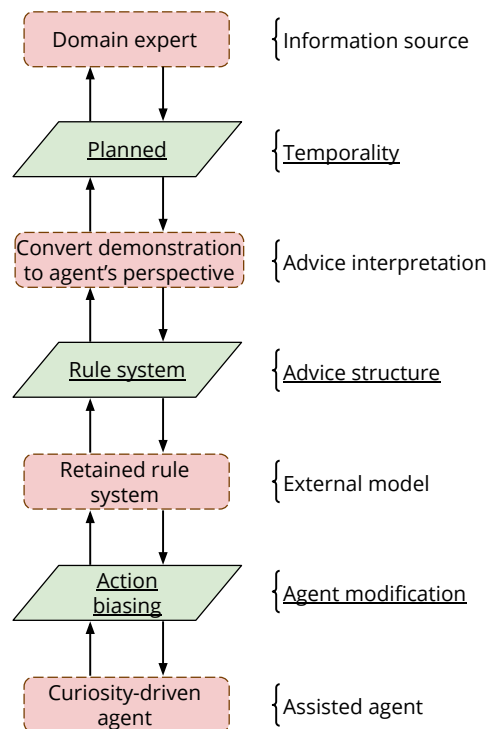 Domain expert
Information source
Planned
Temporality
Convert demonstration
to agent's perspective
Advice interpretation
Rule system
Advice structure
Retained rule
system
External model
Action
biasing
Agent modification
Curiosity-driven
agent
Assisted agent